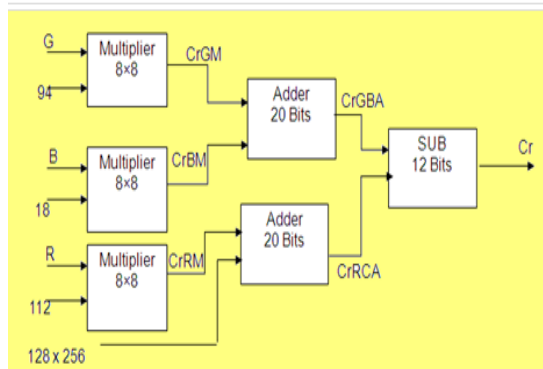 G
94
Multiplier
8×8
CrGM
Adder
20 Bits
CrGBA
B
18
Multiplier
8×8
CrBM
SUB
12 Bits
Cr
R
112
Multiplier
8×8
CrRM
Adder
20 Bits
CrRCA
128 x 256